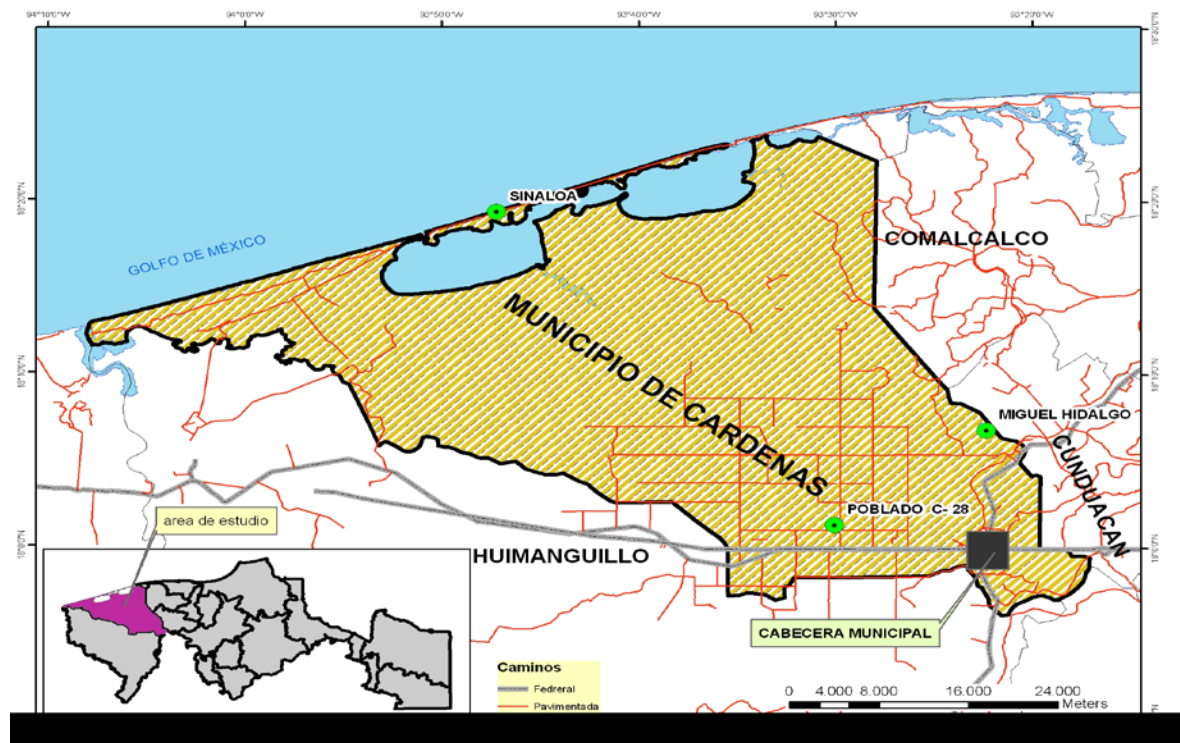 94°10'0"W 94°0'0"W 93°50'0"W 93°40'0"W 93°30'0"W 93°20'0"W
SINALOA
GOLFO DE MÉXICO
COMALCALCO
MUNICIPIO DE CARDENAS
MIGUEL HIDALGO
CUNDUACAN
POBLADO C- 28
area de estudio
HUIMANGUILLO
CABECERA MUNICIPAL
Caminos
Fedreral
Pavimentada
0 4.000 8.000 16.000 24.000
Meters